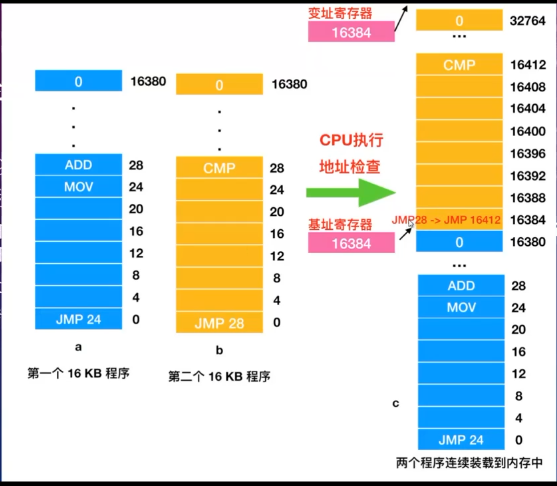 变址寄存器
16384
0 32764
...
CMP 16412
16408
16404
16400
16396
16392
16388
JMP28 -> JMP 16412 16384
0 16380
...
ADD 28
MOV 24
20
16
12
8
4
JMP 24 0
c
两个程序连续装载到内存中
CPU执行
地址检查
基址寄存器
16384
0 16380
.
.
.
ADD 28
MOV 24
20
16
12
8
4
JMP 24 0
a
第一个 16 KB 程序
0 16380
.
.
.
CMP 28
24
20
16
12
8
4
JMP 28 0
b
第二个 16 KB 程序